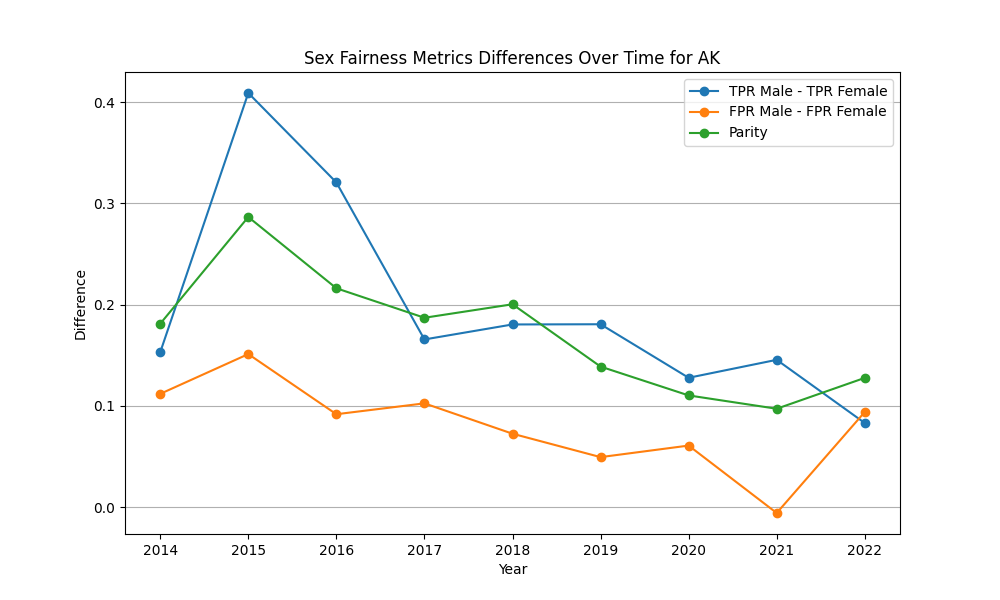 Sex Fairness Metrics Differences Over Time for AK
TPR Male - TPR Female
FPR Male - FPR Female
Parity
Difference
0.4
0.3
0.2
0.1
0.0
2014 2015 2016 2017 2018 2019 2020 2021 2022
Year